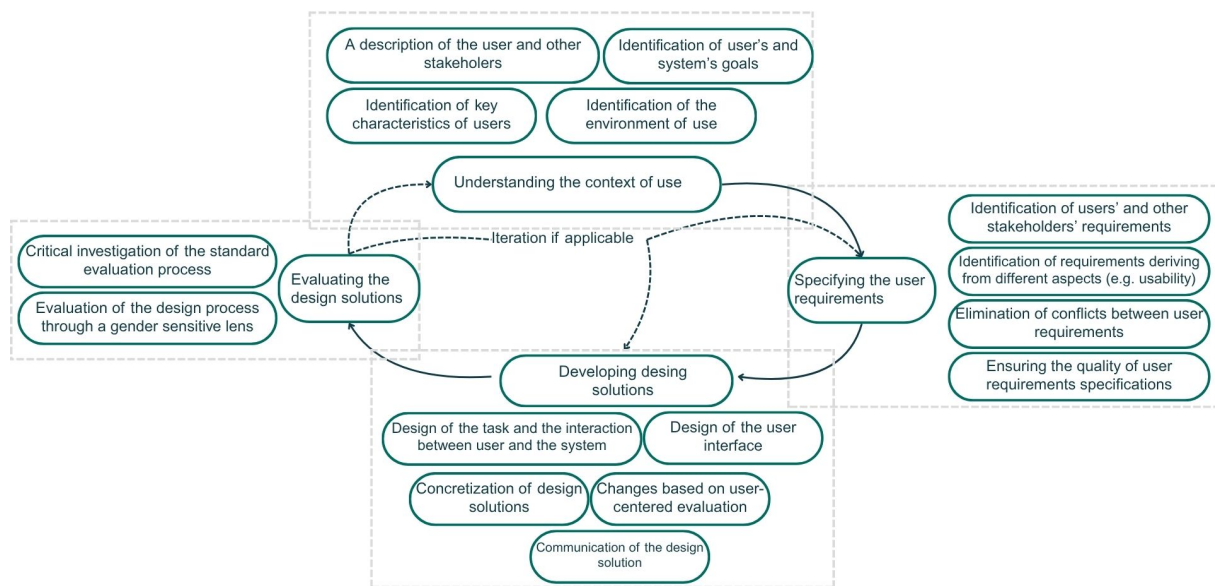 A description of the user and other
stakeholers
Identification of user's and
system's goals
Identification of key
characteristics of users
Identification of the
environment of use
Understanding the context of use
Identification of users' and other
stakeholders' requirements
Identification of requirements deriving
from different aspects (e.g. usability)
Elimination of conflicts between user
requirements
Ensuring the quality of user
requirements specifications
Specifying the user
requirements
Iteration if applicable
Critical investigation of the standard
evaluation process
Evaluation of the design process
through a gender sensitive lens
Evaluating the
design solutions
Developing desing
solutions
Design of the task and the interaction
between user and the system
Design of the user
interface
Concretization of design
solutions
Changes based on user-
centered evaluation
Communication of the design
solution